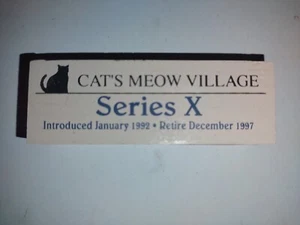 CAT'S MEOW VILLAGE
Series X
Introduced January 1992 • Retire December 1997